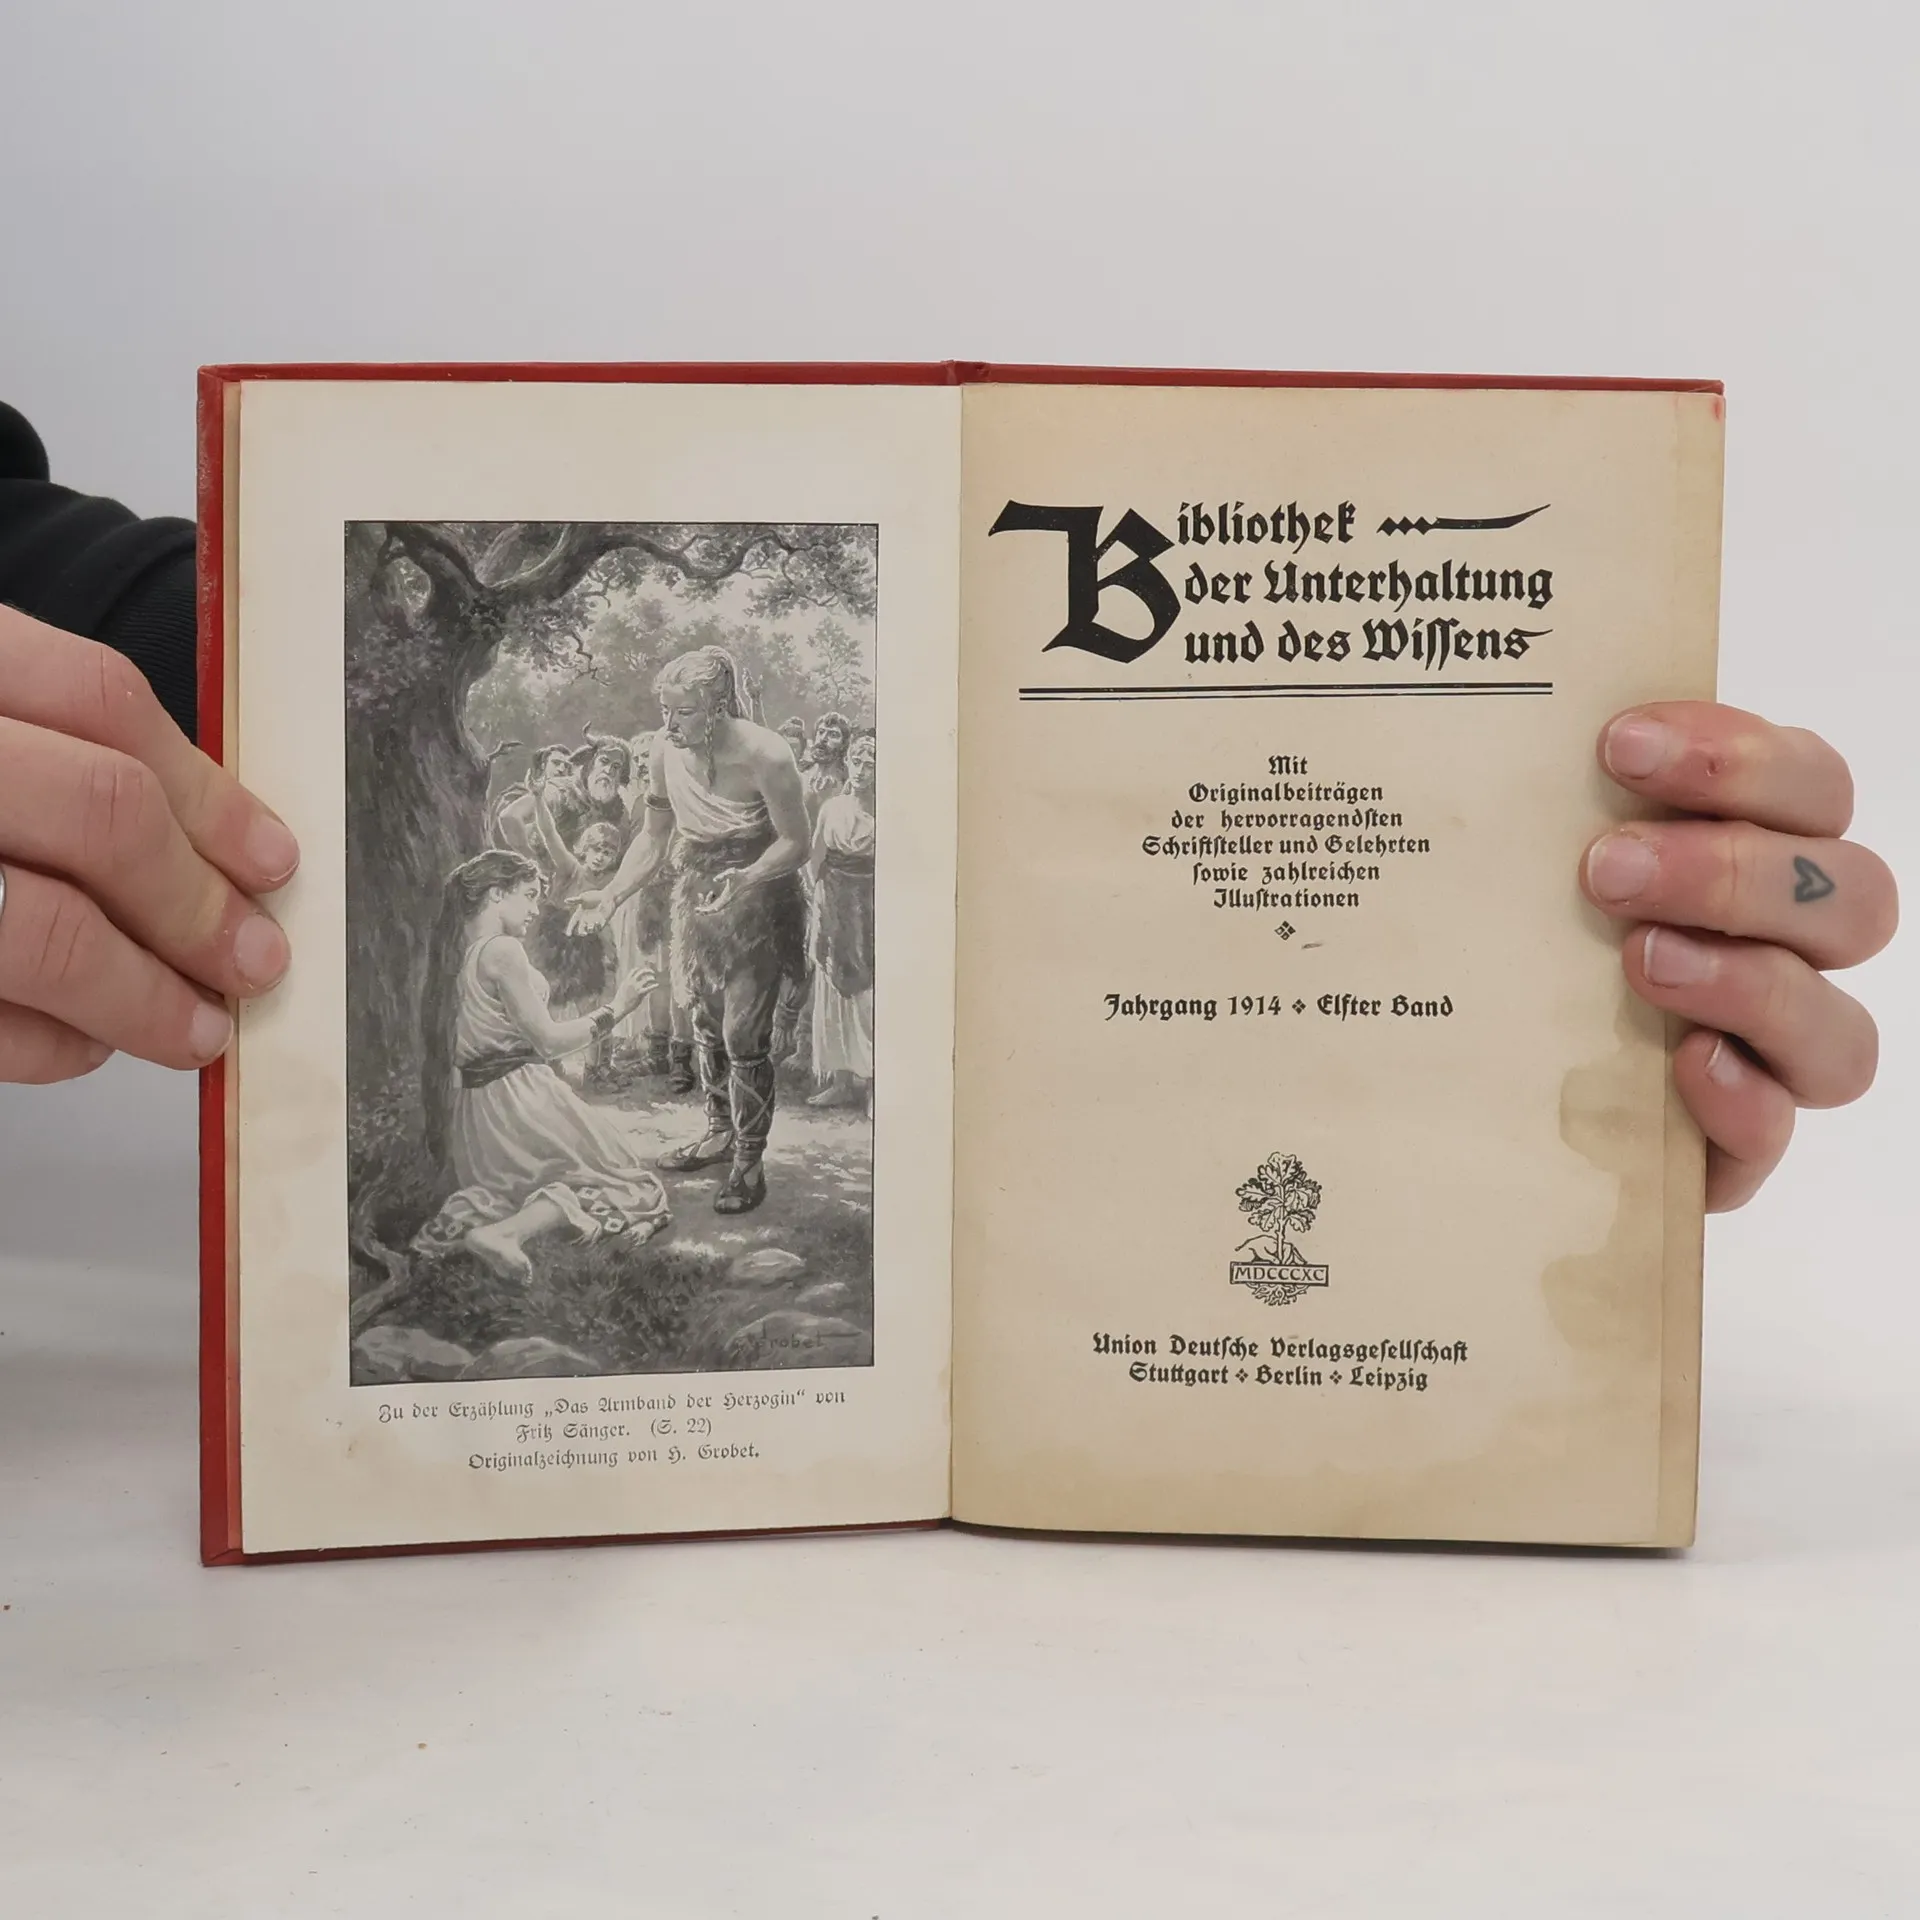 Grobet
Zu der Erzählung „Das Armband der Herzogin“ von
Fritz Sänger. (S. 22)
Originalzeichnung von H. Grobet.
Bibliothek
der Unterhaltung
und des Wissens
Mit
Originalbeiträgen
der hervorragendsten
Schriftsteller und Gelehrten
sowie zahlreichen
Illustrationen
Jahrgang 1914 ❖ Elfter Band
MDCCCXC
Union Deutsche Verlagsgesellschaft
Stuttgart ❖ Berlin ❖ Leipzig